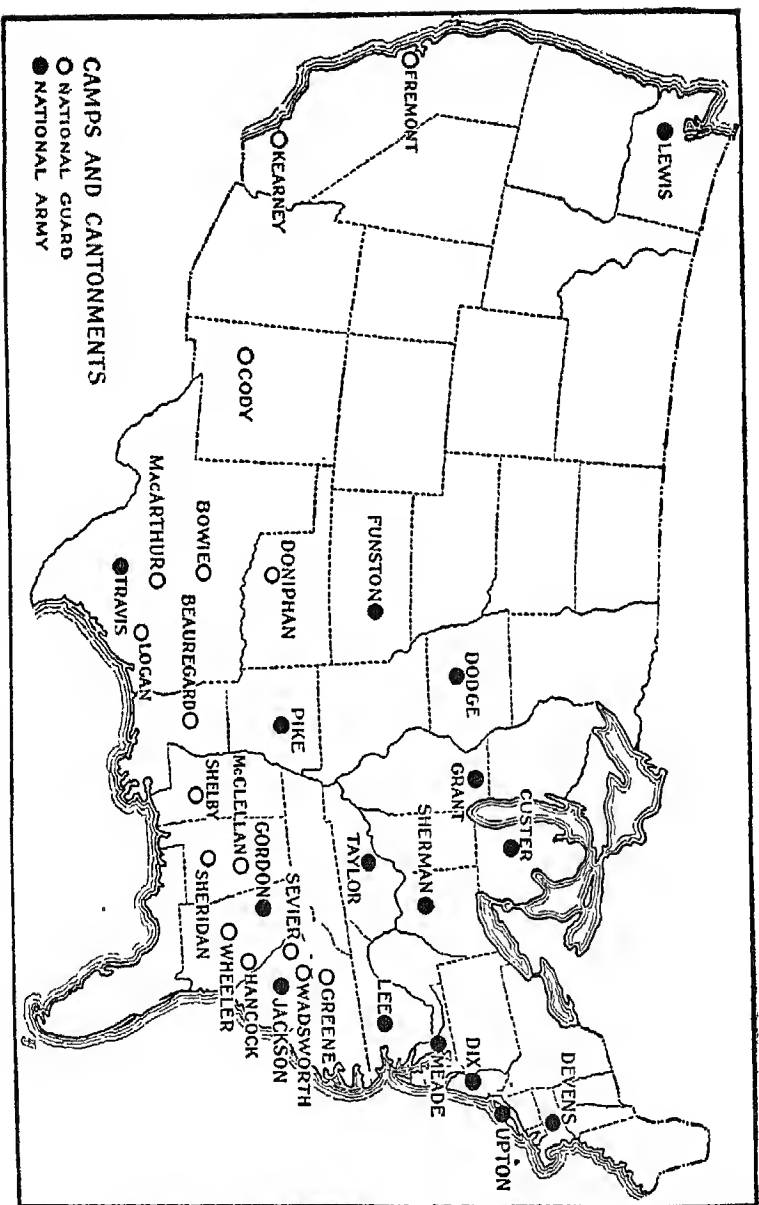 LEWIS
FREMONT
KEARNEY
CODY
FUNSTON
DONIPHAN
BOWIE
MACARTHUR
TRAVIS
LOGAN
BEAUREGARD
DODGE
PIKE
GRANT
CUSTER
SHERMAN
TAYLOR
SHELBY
McCLELLAN
GORDON
SHERIDAN
SEVIER
WHEELER
HANCOCK
JACKSON
WADSWORTH
GREENE
LEE
MEADE
DIX
UPTON
DEVENS
CAMPS AND CANTONMENTS
NATIONAL GUARD
NATIONAL ARMY